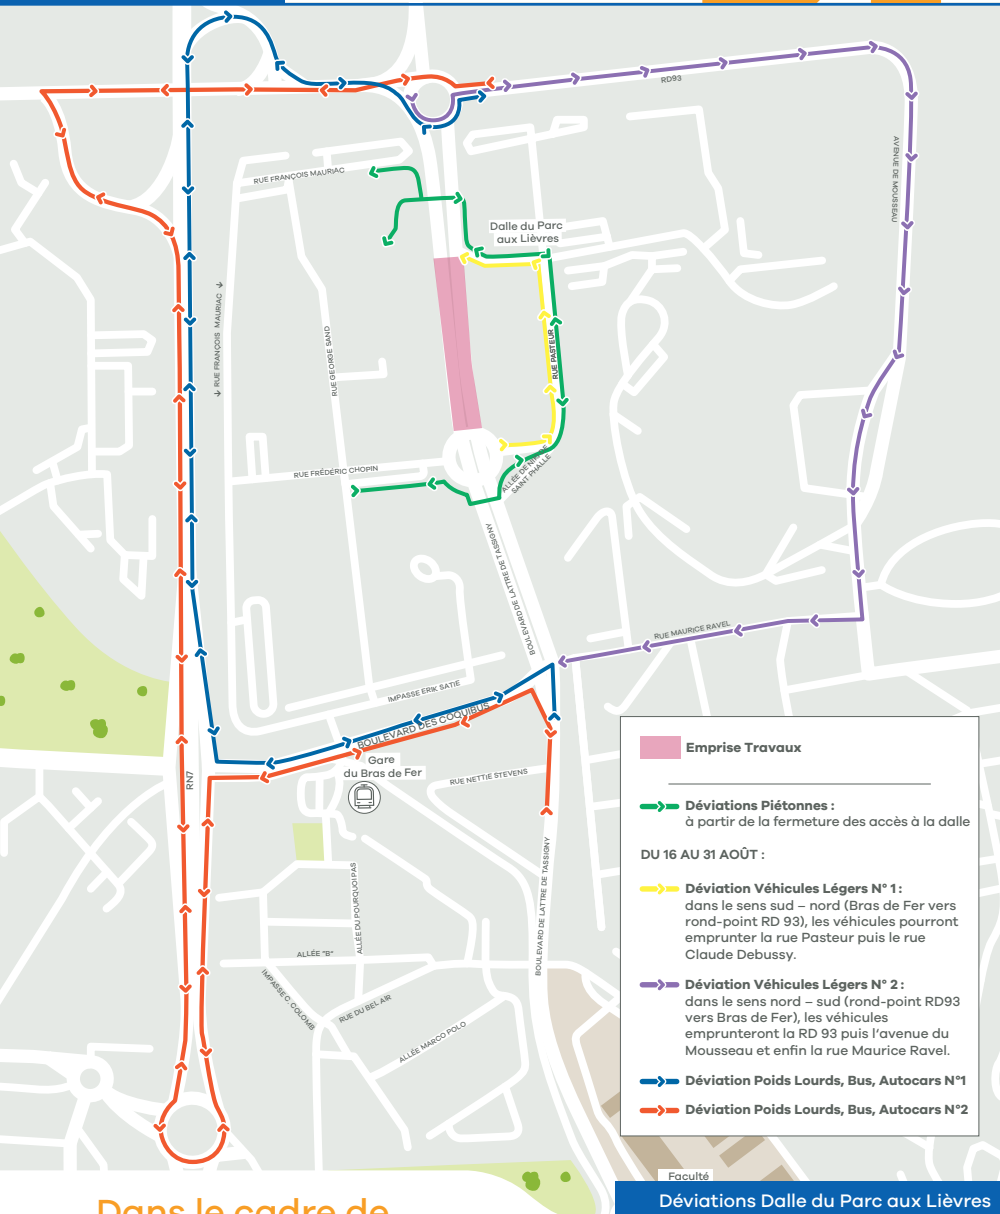 RD93
AVENUE DE MOUSSEAU
RUE FRANÇOIS MAURIAC
Dalle du Parc
aux Lièvres
← RUE FRANÇOIS MAURIAC →
RUE GEORGE SAND
RUE PASTEUR
RUE FRÉDÉRIC CHOPIN
ALLÉE DE NIKI DE
SAINT PHALLE
BOULEVARD DE LATTRE DE TASSIGNY
RUE MAURICE RAVEL
IMPASSE ERIK SATIE
BOULEVARD DES COQUIBUS
Gare
du Bras de Fer
RUE NETTIE STEVENS
RN7
BOULEVARD DE LATTRE DE TASSIGNY
ALLÉE DU POURQUOI PAS
ALLÉE "B"
IMPASSE C. COLOMB
RUE DU BEL AIR
ALLÉE MARCO POLO
Emprise Travaux
Déviations Piétonnes :
à partir de la fermeture des accès à la dalle
DU 16 AU 31 AOÛT :
Déviation Véhicules Légers N° 1 :
dans le sens sud – nord (Bras de Fer vers
rond-point RD 93), les véhicules pourront
emprunter la rue Pasteur puis le rue
Claude Debussy.
Déviation Véhicules Légers N° 2 :
dans le sens nord – sud (rond-point RD93
vers Bras de Fer), les véhicules
emprunteront la RD 93 puis l'avenue du
Mousseau et enfin la rue Maurice Ravel.
Déviation Poids Lourds, Bus, Autocars N°1
Déviation Poids Lourds, Bus, Autocars N°2
Faculté
Déviations Dalle du Parc aux Lièvres
Dans le cadre de